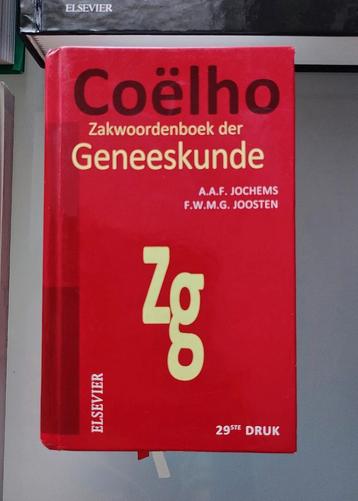 ELSEVIER
Coëlho
Zakwoordenboek der
Geneeskunde
A.A.F. JOCHEMS
F.W.M.G. JOOSTEN
Zg
ELSEVIER
29STE DRUK